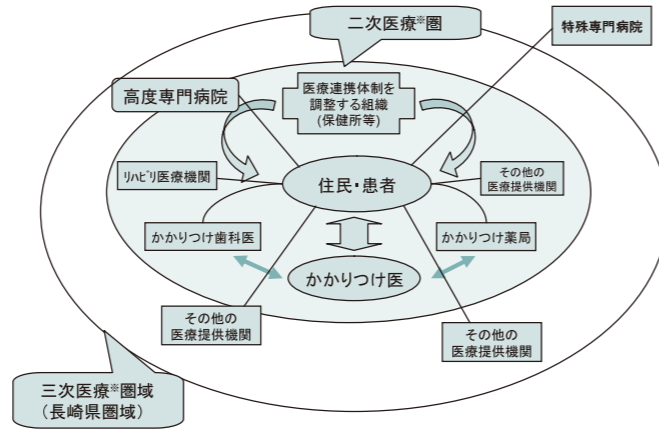 二次医療※圏
特殊専門病院
医療連携体制を
調整する組織
(保健所等)
高度専門病院
ﾘﾊﾋﾞﾘ医療機関
住民・患者
その他の
医療提供機関
かかりつけ歯科医
かかりつけ薬局
かかりつけ医
その他の
医療提供機関
その他の
医療提供機関
三次医療※圏域
（長崎県圏域）